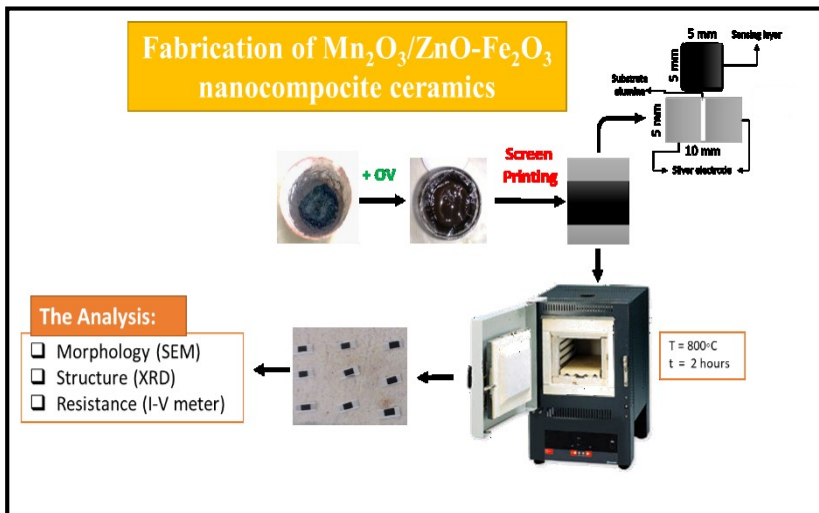 Fabrication of Mn₂O₃/ZnO-Fe₂O₃
nanocompocite ceramics
5 mm
Sensing layer
5 mm
Substrate
alumina
5 mm
10 mm
Silver electrode
+ OV
Screen
Printing
T = 800°C
t = 2 hours
The Analysis:
❑ Morphology (SEM)
❑ Structure (XRD)
❑ Resistance (I-V meter)